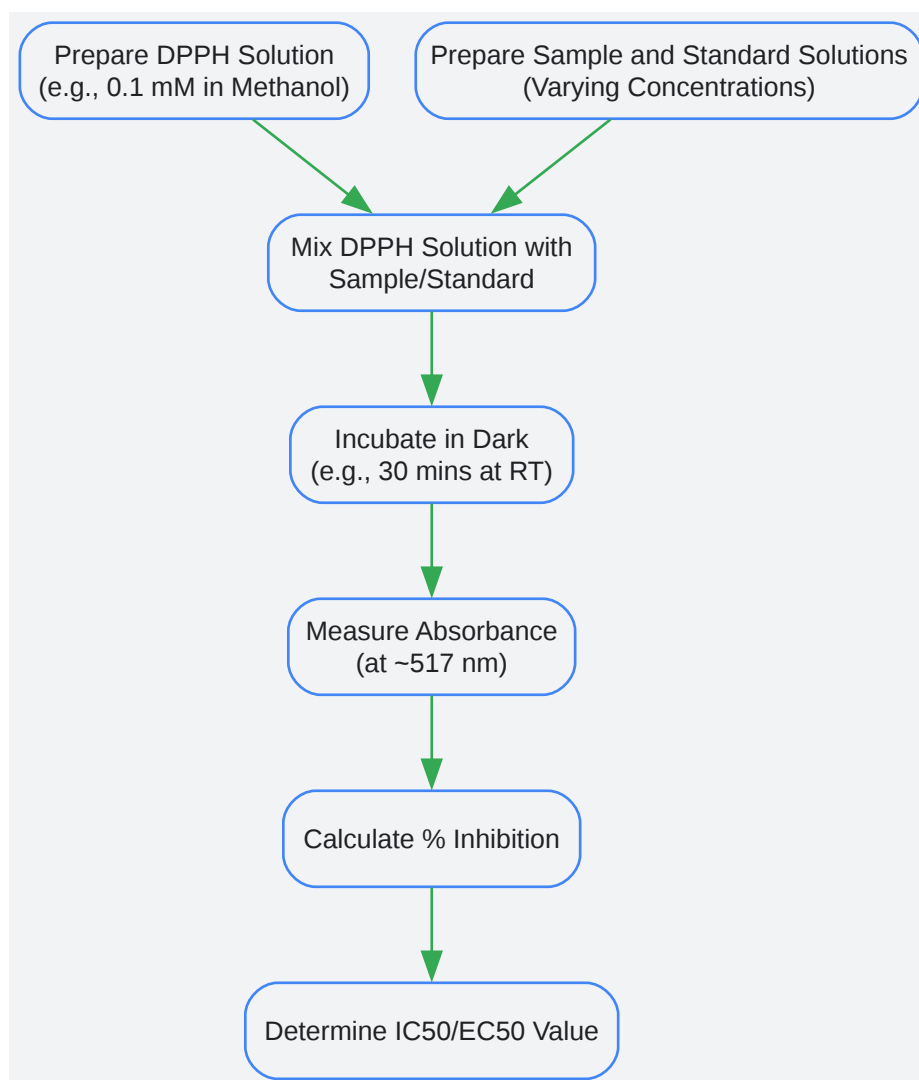 Prepare DPPH Solution
(e.g., 0.1 mM in Methanol)
Prepare Sample and Standard Solutions
(Varying Concentrations)
Mix DPPH Solution with
Sample/Standard
Incubate in Dark
(e.g., 30 mins at RT)
Measure Absorbance
(at ~517 nm)
Calculate % Inhibition
Determine IC50/EC50 Value